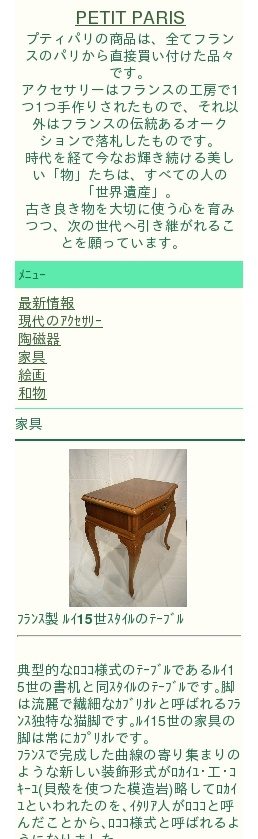 PETIT PARIS
プティパリの商品は、全てフラン
スのパリから直接買い付けた品々
です。
アクセサリーはフランスの工房で1
つ1つ手作りされたもので、それ以
外はフランスの伝統あるオーク
ションで落札したものです。
時代を経て今なお輝き続ける美し
い「物」たちは、すべての人の
「世界遺産」。
古き良き物を大切に使う心を育み
つつ、次の世代へ引き継がれるこ
とを願っています。
ﾒﾆｭｰ
最新情報
現代のｱｸｾｻﾘｰ
陶磁器
家具
絵画
和物
家具
ﾌﾗﾝｽ製 ﾙｲ15世ｽﾀｲﾙのﾃｰﾌﾞﾙ
典型的なﾛｺｺ様式のﾃｰﾌﾞﾙであるﾙｲ1
5世の書机と同ｽﾀｲﾙのﾃｰﾌﾞﾙです｡脚
は流麗で繊細なｶﾌﾞﾘｵﾚと呼ばれるﾌﾗ
ﾝｽ独特な猫脚です｡ﾙｲ15世の家具の
脚は常にｶﾌﾟﾘｵﾚです。
ﾌﾗﾝｽで完成した曲線の寄り集まりの
ような新しい装飾形式がﾛｶｲﾕ･工･ｺ
ｷｰﾕ(貝殻を使つた模造岩)略してﾛｶｲ
ﾕといわれたのを､ｲﾀﾘｱ人がﾛｺｺと呼
んだことから､ﾛｺｺ様式と呼ばれるよ
うになりました